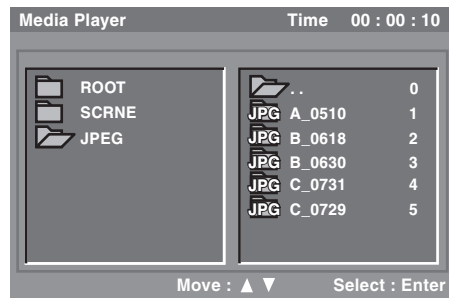 Media Player Time 00 : 00 : 10
ROOT
SCRNE
JPEG
. . 0
JPG A_0510 1
JPG B_0618 2
JPG B_0630 3
JPG C_0731 4
JPG C_0729 5
Move : ▲ ▼ Select : Enter